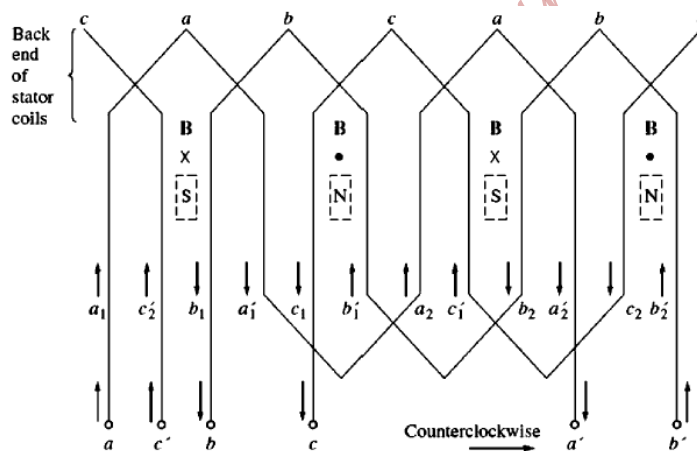 c a b c a b
Back
end
of
stator
coils
B B B B
S N S N
a₁ c₂′ b₁ a₁′ c₁ b₁′ a₂ c₁′ b₂ a₂′ c₂ b₂′
Counterclockwise
a c′ b c a′ b′